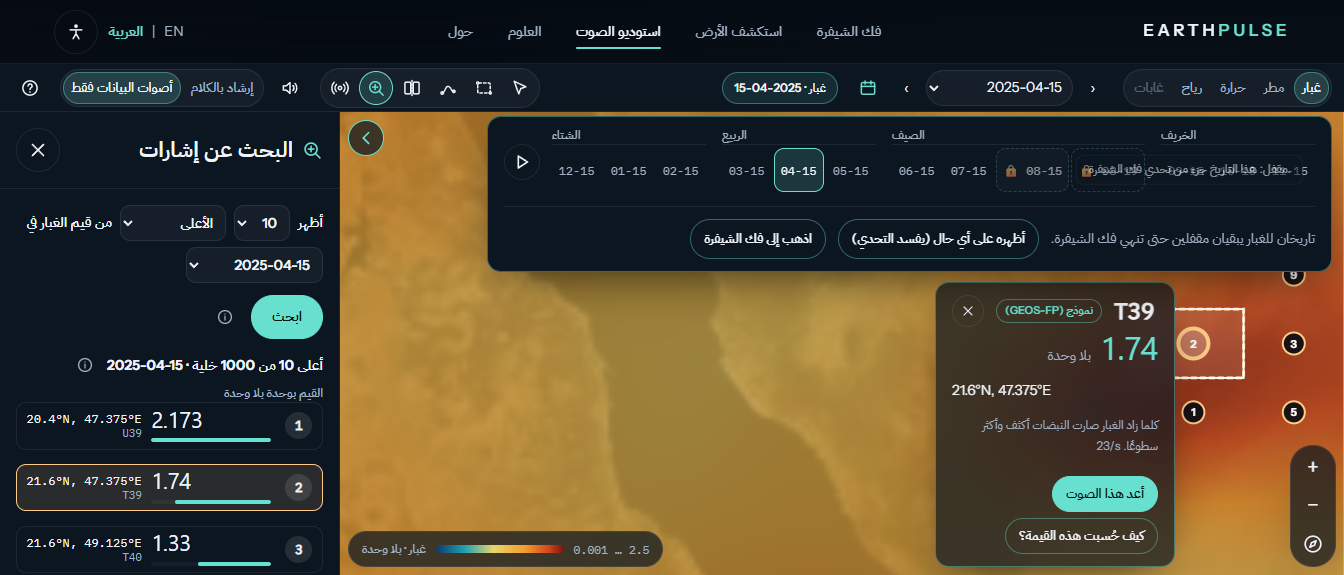 EARTHPULSE
فك الشيفرة
استكشف الأرض
استوديو الصوت
العلوم
حول
العربية | EN
غبار
مطر
حرارة
رياح
غابات
2025-04-15
غبار · 2025-04-15
إرشاد بالكلام
أصوات البيانات فقط
الخريف
الصيف
الربيع
الشتاء
12-15 01-15 02-15 03-15 04-15 05-15 06-15 07-15 08-15
مقفل: هذا التاريخ جزء من تحدي فك الشيفرة.
تاريخان للغبار يبقيان مقفلين حتى تنهي فك الشيفرة.
أظهره على أي حال (يفسد التحدي)
اذهب إلى فك الشيفرة
البحث عن إشارات
أظهر 10 الأعلى من قيم الغبار في
2025-04-15
ابحث
أعلى 10 من 1000 خلية · 2025-04-15
القيم بوحدة بلا وحدة
1
2.173
20.4°N, 47.375°E
U39
2
1.74
21.6°N, 47.375°E
T39
3
1.33
21.6°N, 49.125°E
T40
T39
نموذج (GEOS-FP)
1.74 بلا وحدة
21.6°N, 47.375°E
كلما زاد الغبار صارت النبضات أكثف وأكثر
سطوعًا. 23/s
أعد هذا الصوت
كيف حُسبت هذه القيمة؟
9
2
3
1
5
غبار · بلا وحدة
0.001 … 2.5